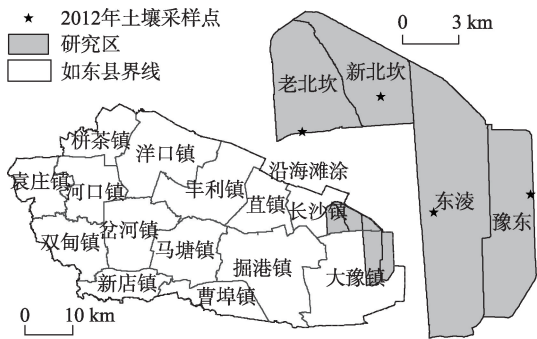 2012年土壤采样点
研究区
如东县界线
0 3 km
老北坎
新北坎
东凌
豫东
栟茶镇
洋口镇
沿海滩涂
袁庄镇
河口镇
丰利镇
苴镇
长沙镇
双甸镇
岔河镇
马塘镇
掘港镇
大豫镇
新店镇
曹埠镇
0 10 km